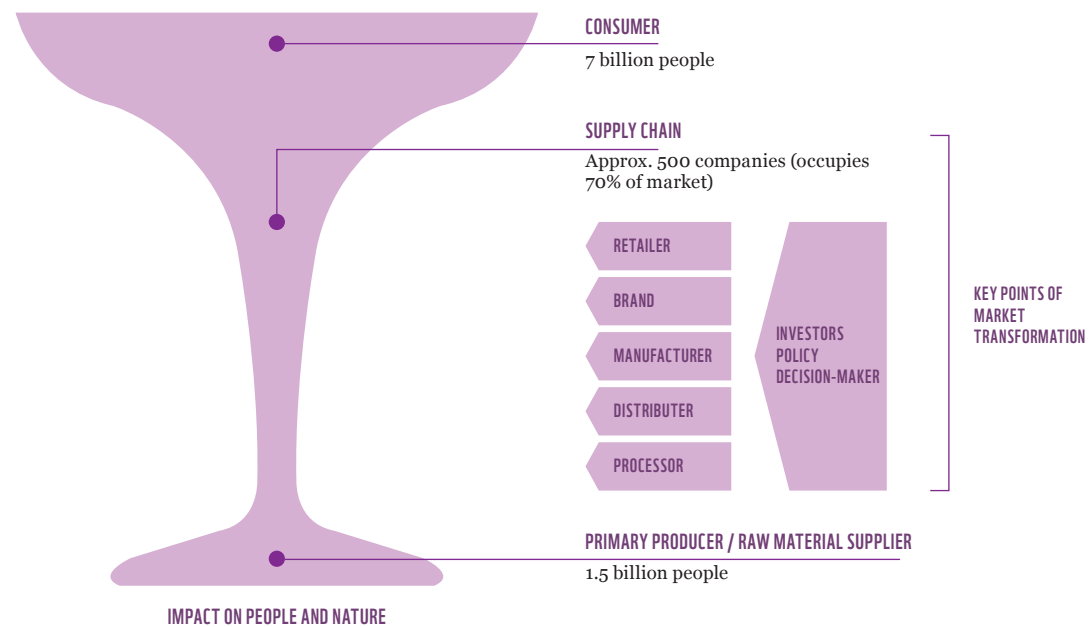 CONSUMER
7 billion people
SUPPLY CHAIN
Approx. 500 companies (occupies
70% of market)
RETAILER
BRAND
MANUFACTURER
DISTRIBUTER
PROCESSOR
INVESTORS
POLICY
DECISION-MAKER
KEY POINTS OF
MARKET
TRANSFORMATION
PRIMARY PRODUCER / RAW MATERIAL SUPPLIER
1.5 billion people
IMPACT ON PEOPLE AND NATURE